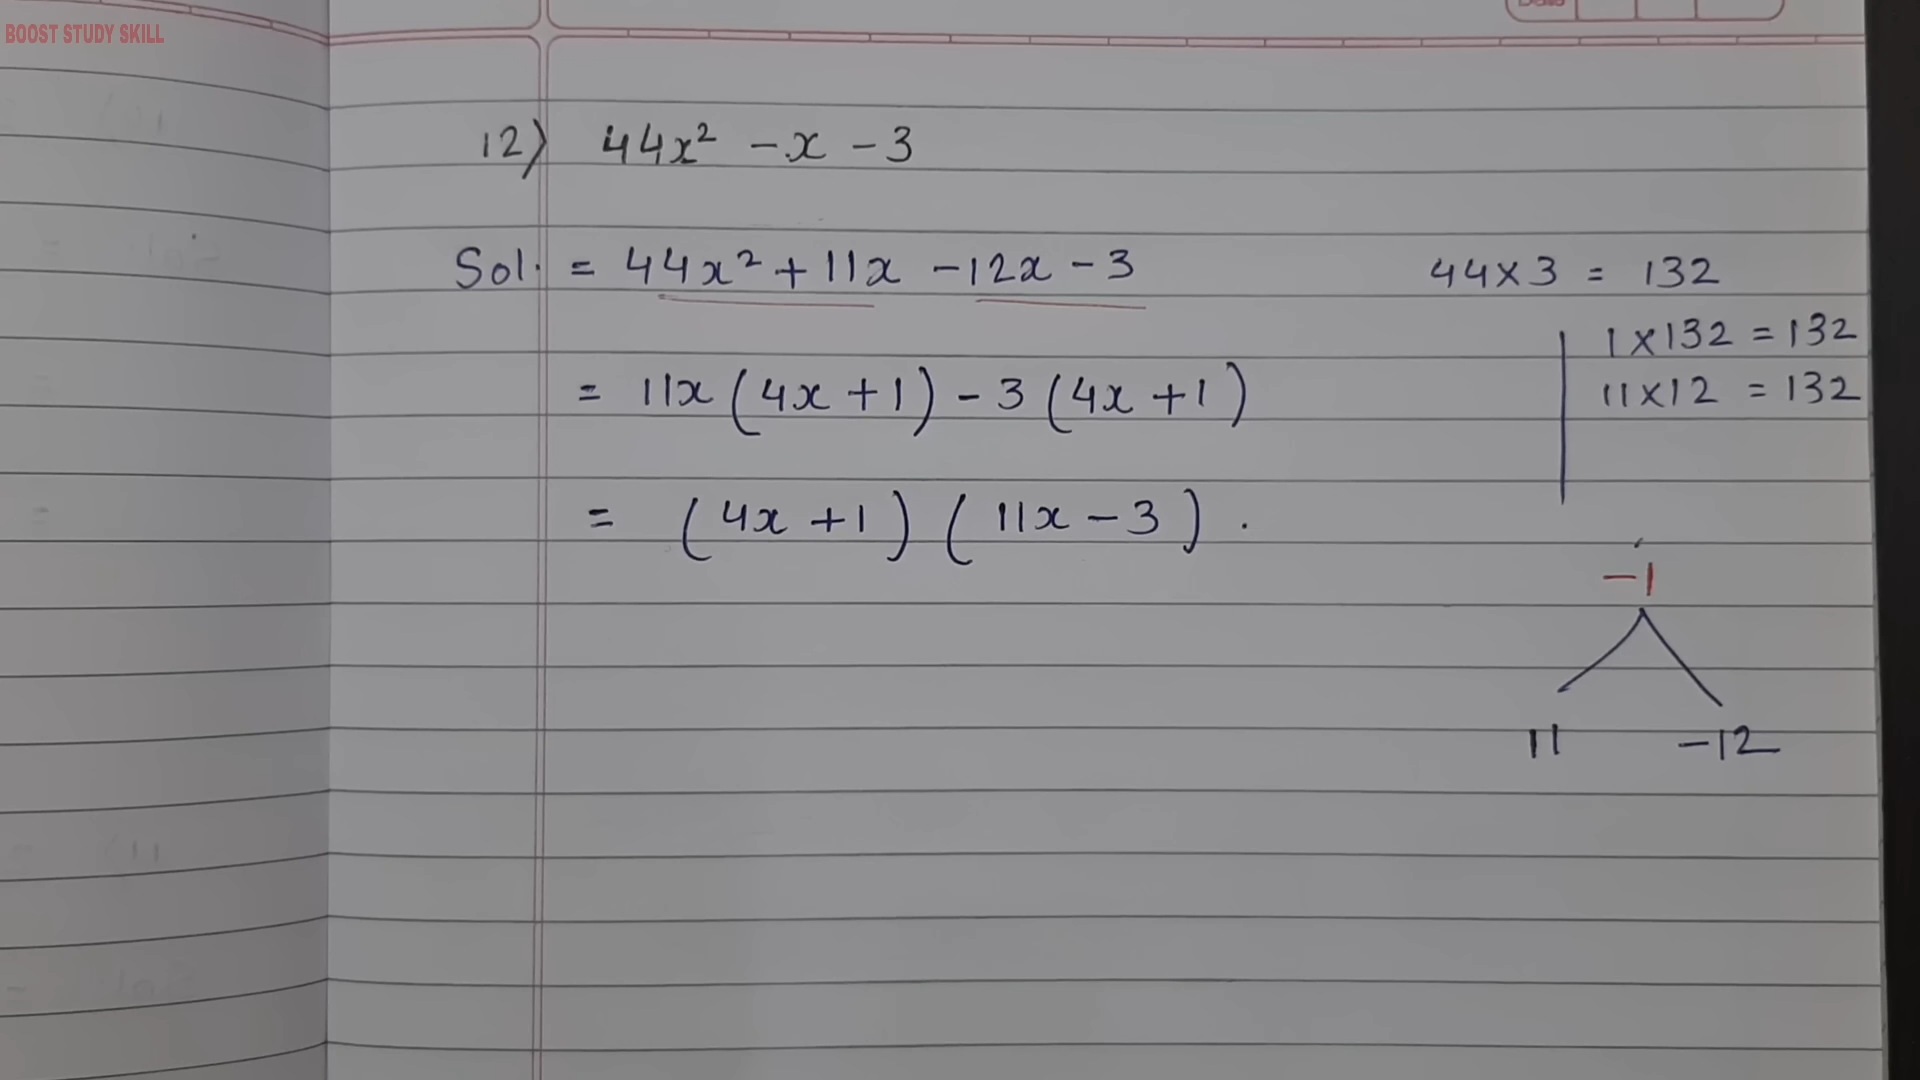 BOOST STUDY SKILL
Date
12) 44x² - x - 3
Sol. = 44x² + 11x - 12x - 3
44 x 3 = 132
1 x 132 = 132
= 11x (4x + 1) - 3 (4x + 1)
11 x 12 = 132
= (4x + 1) (11x - 3) .
-1
11 -12